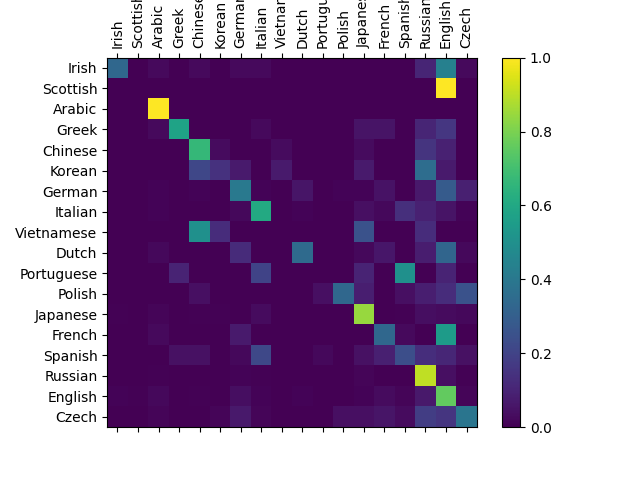 Irish
Scottish
Arabic
Greek
Chinese
Korean
German
Italian
Vietnar
Dutch
Portugu
Polish
Japanes
French
Spanish
Russian
English
Czech
Irish
Scottish
Arabic
Greek
Chinese
Korean
German
Italian
Vietnamese
Dutch
Portuguese
Polish
Japanese
French
Spanish
Russian
English
Czech
1.0
0.8
0.6
0.4
0.2
0.0